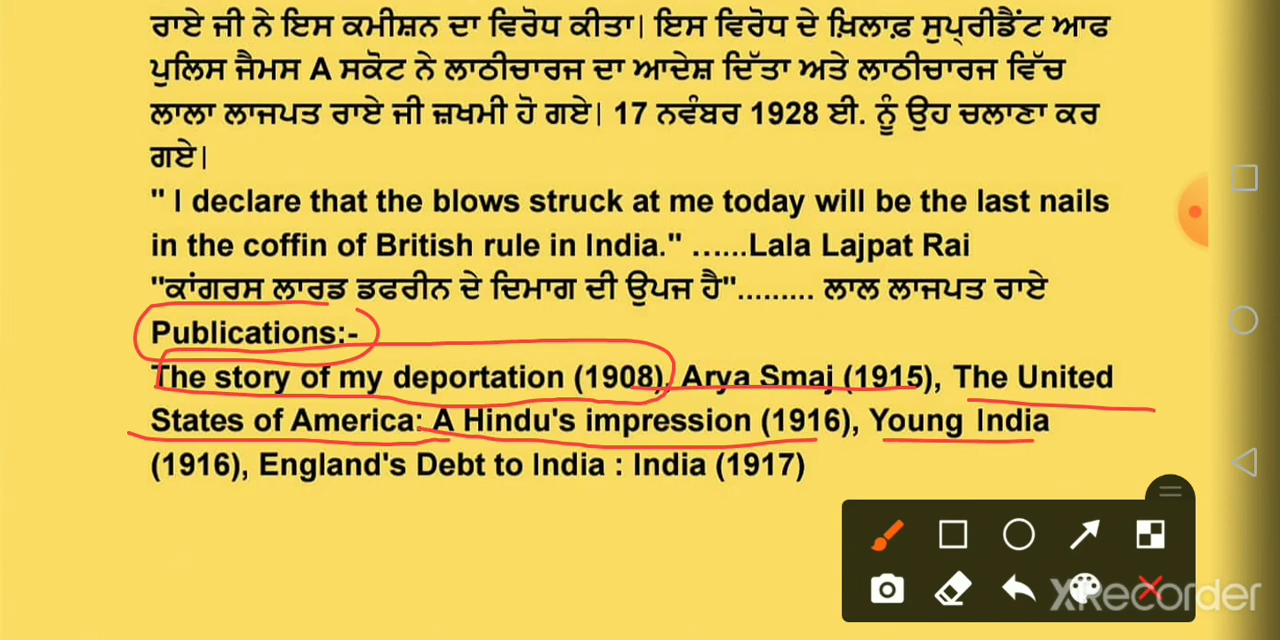 ਰਾਏ ਜੀ ਨੇ ਇਸ ਕਮੀਸ਼ਨ ਦਾ ਵਿਰੋਧ ਕੀਤਾ। ਇਸ ਵਿਰੋਧ ਦੇ ਖ਼ਿਲਾਫ਼ ਸੁਪ੍ਰੀਡੈਂਟ ਆਫ
ਪੁਲਿਸ ਜੈਮਸ A ਸਕੋਟ ਨੇ ਲਾਠੀਚਾਰਜ ਦਾ ਆਦੇਸ਼ ਦਿੱਤਾ ਅਤੇ ਲਾਠੀਚਾਰਜ ਵਿੱਚ
ਲਾਲਾ ਲਾਜਪਤ ਰਾਏ ਜੀ ਜ਼ਖਮੀ ਹੋ ਗਏ। 17 ਨਵੰਬਰ 1928 ਈ. ਨੂੰ ਉਹ ਚਲਾਣਾ ਕਰ
ਗਏ।
" I declare that the blows struck at me today will be the last nails
in the coffin of British rule in India." ......Lala Lajpat Rai
"ਕਾਂਗਰਸ ਲਾਰਡ ਡਫਰੀਨ ਦੇ ਦਿਮਾਗ ਦੀ ਉਪਜ ਹੈ"......... ਲਾਲ ਲਾਜਪਤ ਰਾਏ
Publications:-
The story of my deportation (1908), Arya Smaj (1915), The United
States of America: A Hindu's impression (1916), Young India
(1916), England's Debt to India : India (1917)
XRecorder